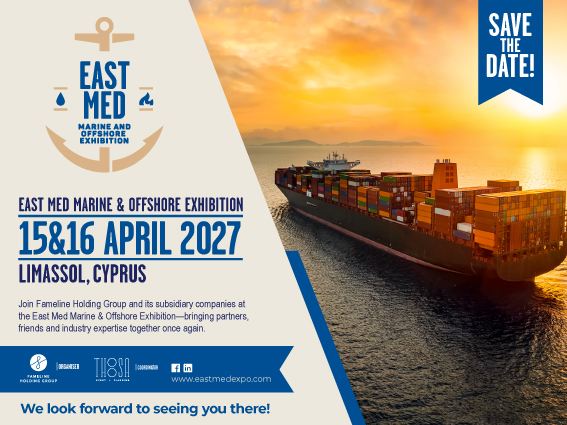 EAST
MED
MARINE AND
OFFSHORE
EXHIBITION
SAVE
THE
DATE!
EAST MED MARINE & OFFSHORE EXHIBITION
15&16 APRIL 2027
LIMASSOL, CYPRUS
Join Fameline Holding Group and its subsidiary companies at
the East Med Marine & Offshore Exhibition—bringing partners,
friends and industry expertise together once again.
FAMELINE
HOLDING GROUP
|ORGANISER
EVENT & PLANNING
|COORDINATOR
www.eastmedexpo.com
We look forward to seeing you there!